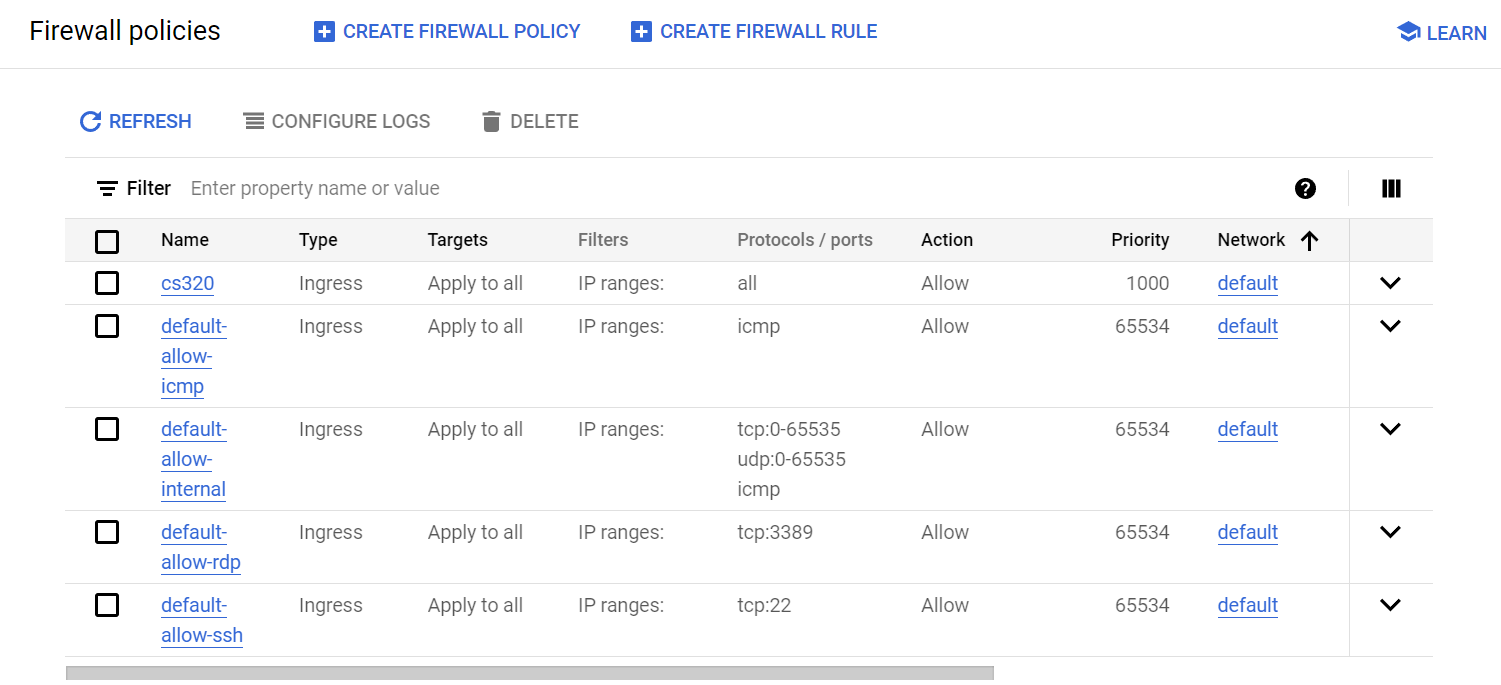 Firewall policies CREATE FIREWALL POLICY CREATE FIREWALL RULE LEARN
REFRESH CONFIGURE LOGS DELETE
Filter Enter property name or value
Name Type Targets Filters Protocols / ports Action Priority Network
cs320 Ingress Apply to all IP ranges: all Allow 1000 default
default- Ingress Apply to all IP ranges: icmp Allow 65534 default
allow-
icmp
default- Ingress Apply to all IP ranges: tcp:0-65535 Allow 65534 default
allow- udp:0-65535
internal icmp
default- Ingress Apply to all IP ranges: tcp:3389 Allow 65534 default
allow-rdp
default- Ingress Apply to all IP ranges: tcp:22 Allow 65534 default
allow-ssh